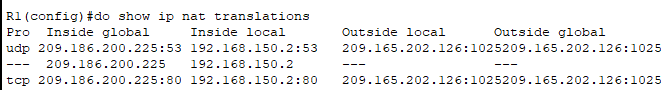 R1(config)#do show ip nat translations
Pro  Inside global     Inside local       Outside local      Outside global
udp 209.186.200.225:53 192.168.150.2:53   209.165.202.126:1025209.165.202.126:1025
---  209.186.200.225   192.168.150.2      ---                ---
tcp 209.186.200.225:80 192.168.150.2:80   209.165.202.126:1025209.165.202.126:1025